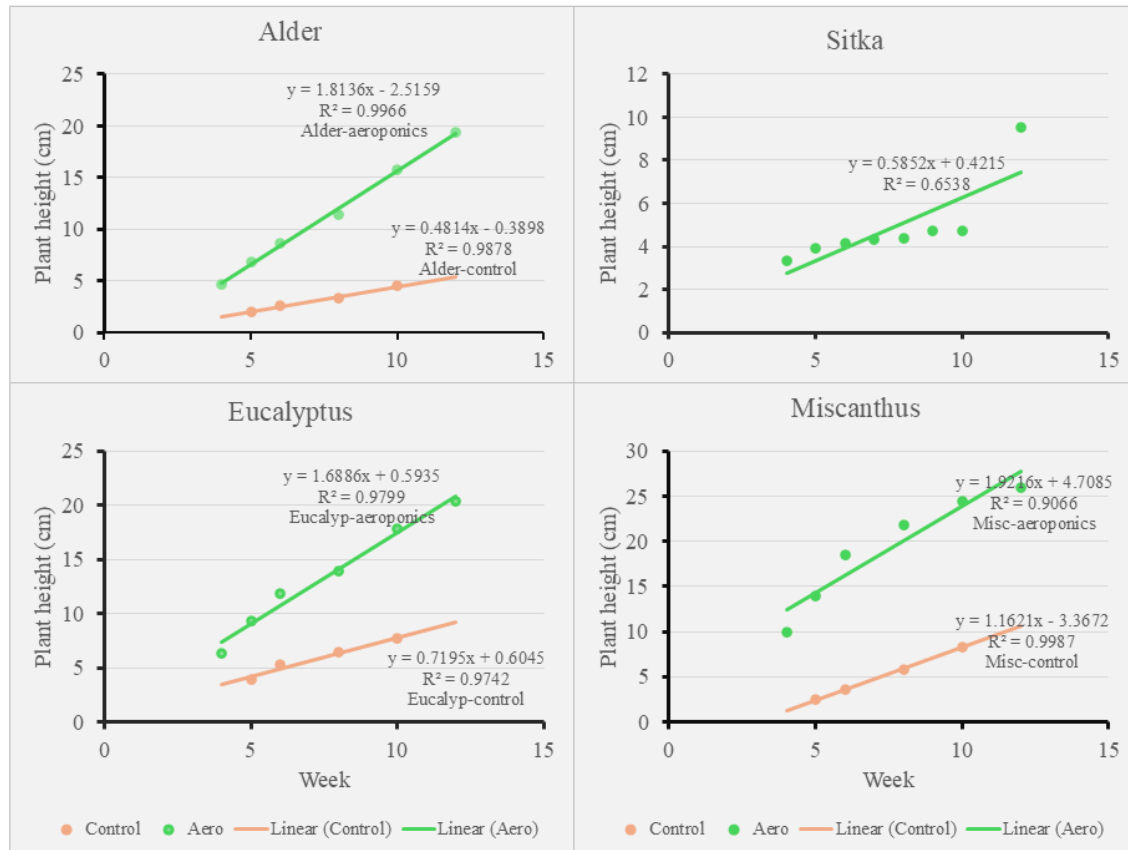 Alder
Plant height (cm)
25
20
15
10
5
0
0
5
10
15
y = 1.8136x - 2.5159
R² = 0.9966
Alder-aeroponics
y = 0.4814x - 0.3898
R² = 0.9878
Alder-control
Sitka
Plant height (cm)
12
10
8
6
4
2
0
0
5
10
15
y = 0.5852x + 0.4215
R² = 0.6538
Eucalyptus
Plant height (cm)
25
20
15
10
5
0
0
5
10
15
y = 1.6886x + 0.5935
R² = 0.9799
Eucalyp-aeroponics
y = 0.7195x + 0.6045
R² = 0.9742
Eucalyp-control
Week
Control
Aero
Linear (Control)
Linear (Aero)
Miscanthus
Plant height (cm)
30
25
20
15
10
5
0
0
5
10
15
y = 1.9216x + 4.7085
R² = 0.9066
Misc-aeroponics
y = 1.1621x - 3.3672
R² = 0.9987
Misc-control
Week
Control
Aero
Linear (Control)
Linear (Aero)